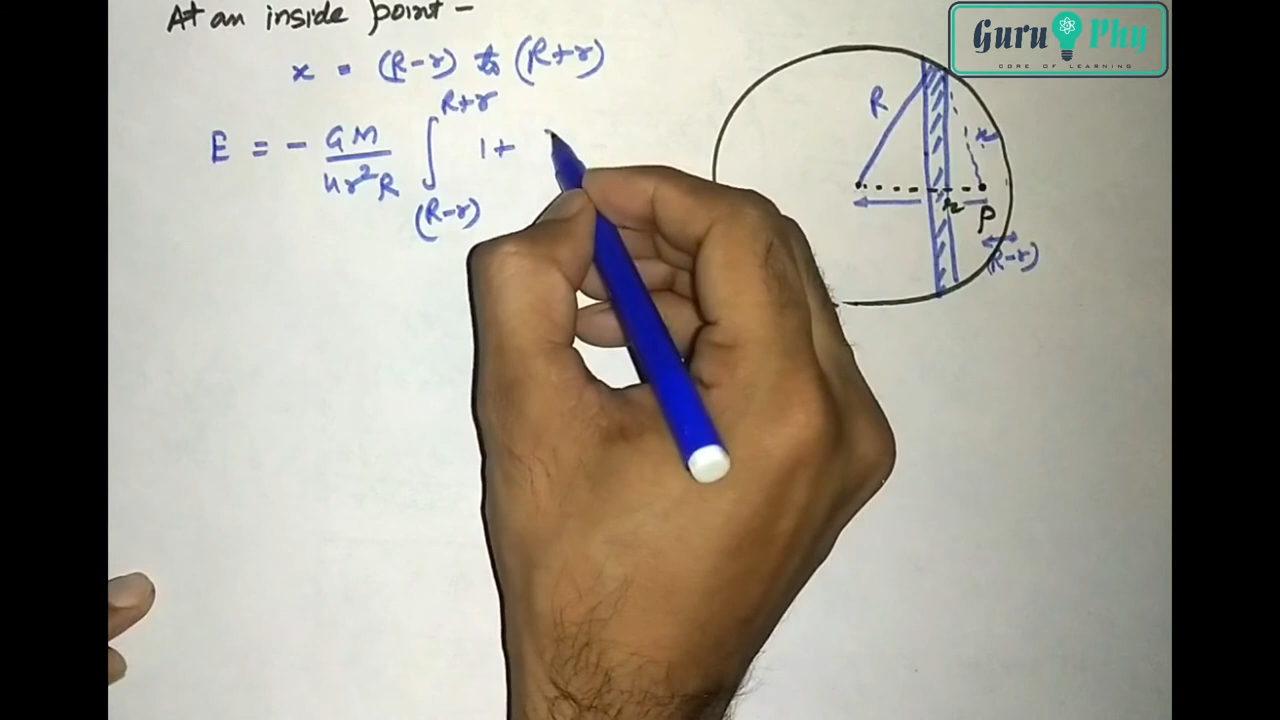 At an inside point -
x = (R-r) to (R+r)
E = - GM / 4r²R ∫ (R-r) R+r 1+
R
x
r
P
(R-r)
Guru Phy
CORE OF LEARNING